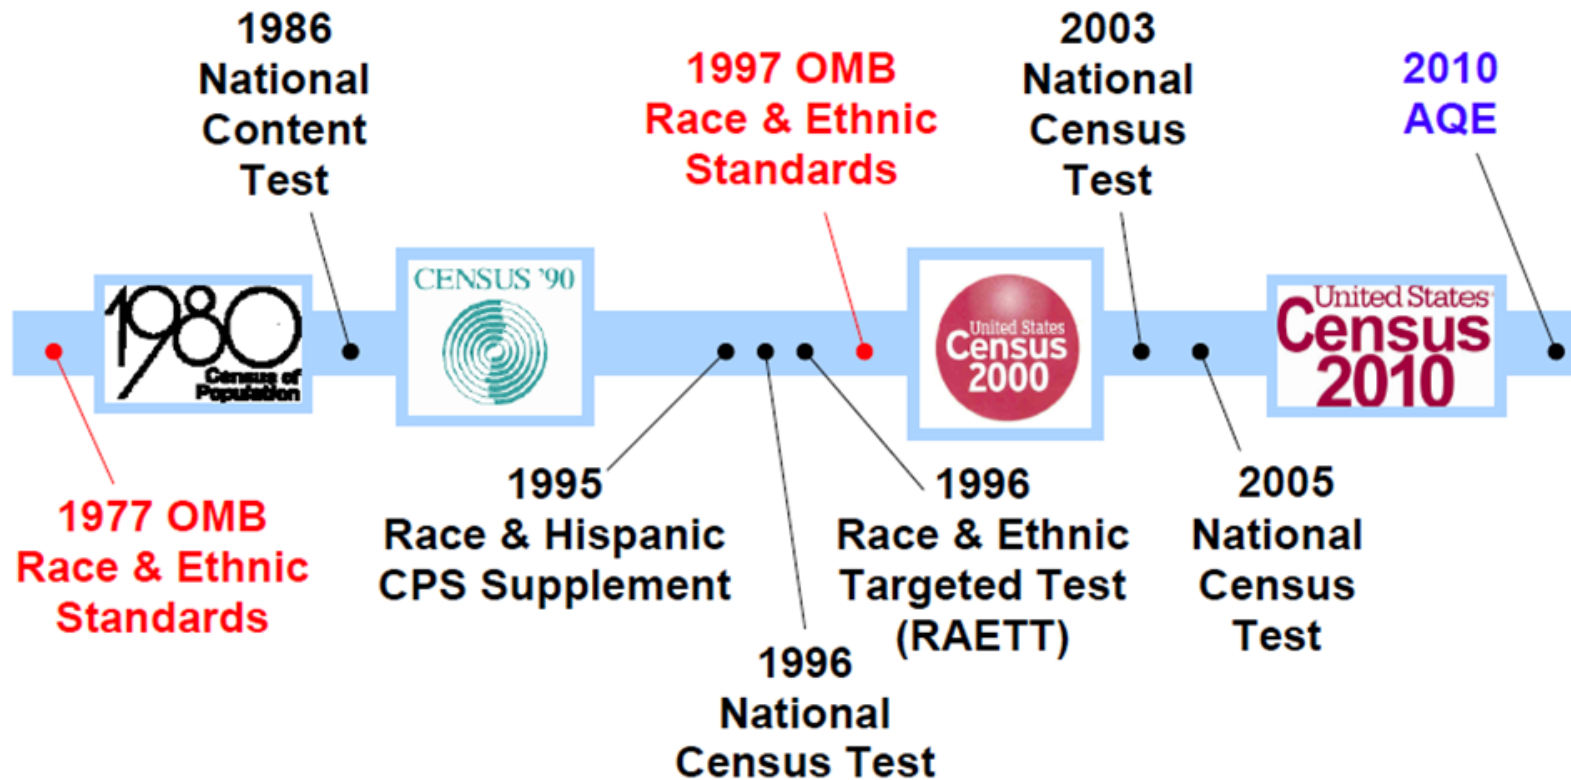 1986
National
Content
Test
1997 OMB
Race & Ethnic
Standards
2003
National
Census
Test
2010
AQE
1980
Census of
Population
CENSUS '90
United States
Census
2000
United States
Census
2010
1977 OMB
Race & Ethnic
Standards
1995
Race & Hispanic
CPS Supplement
1996
National
Census Test
1996
Race & Ethnic
Targeted Test
(RAETT)
2005
National
Census
Test